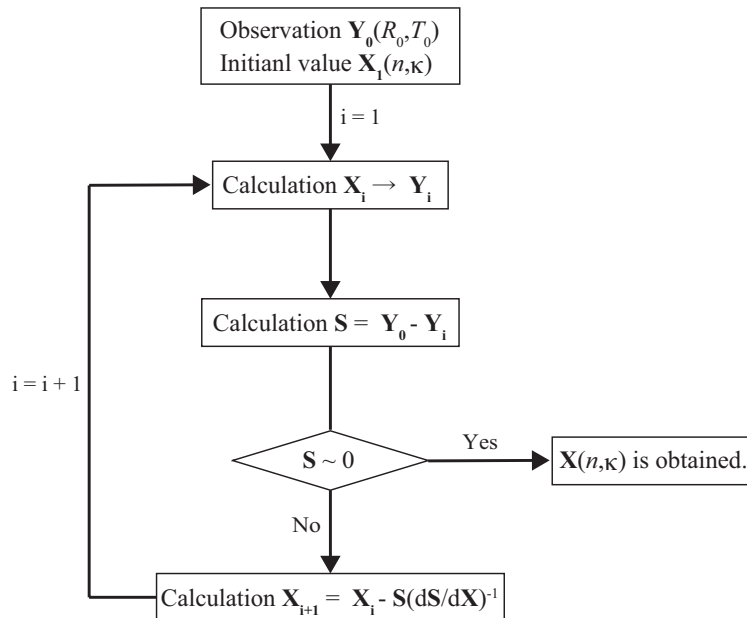 Observation Y₀(R₀,T₀)
Initianl value X₁(n,κ)
i = 1
Calculation Xᵢ → Yᵢ
Calculation S = Y₀ - Yᵢ
i = i + 1
S ~ 0
Yes
X(n,κ) is obtained.
No
Calculation Xᵢ₊₁ = Xᵢ - S(dS/dX)⁻¹